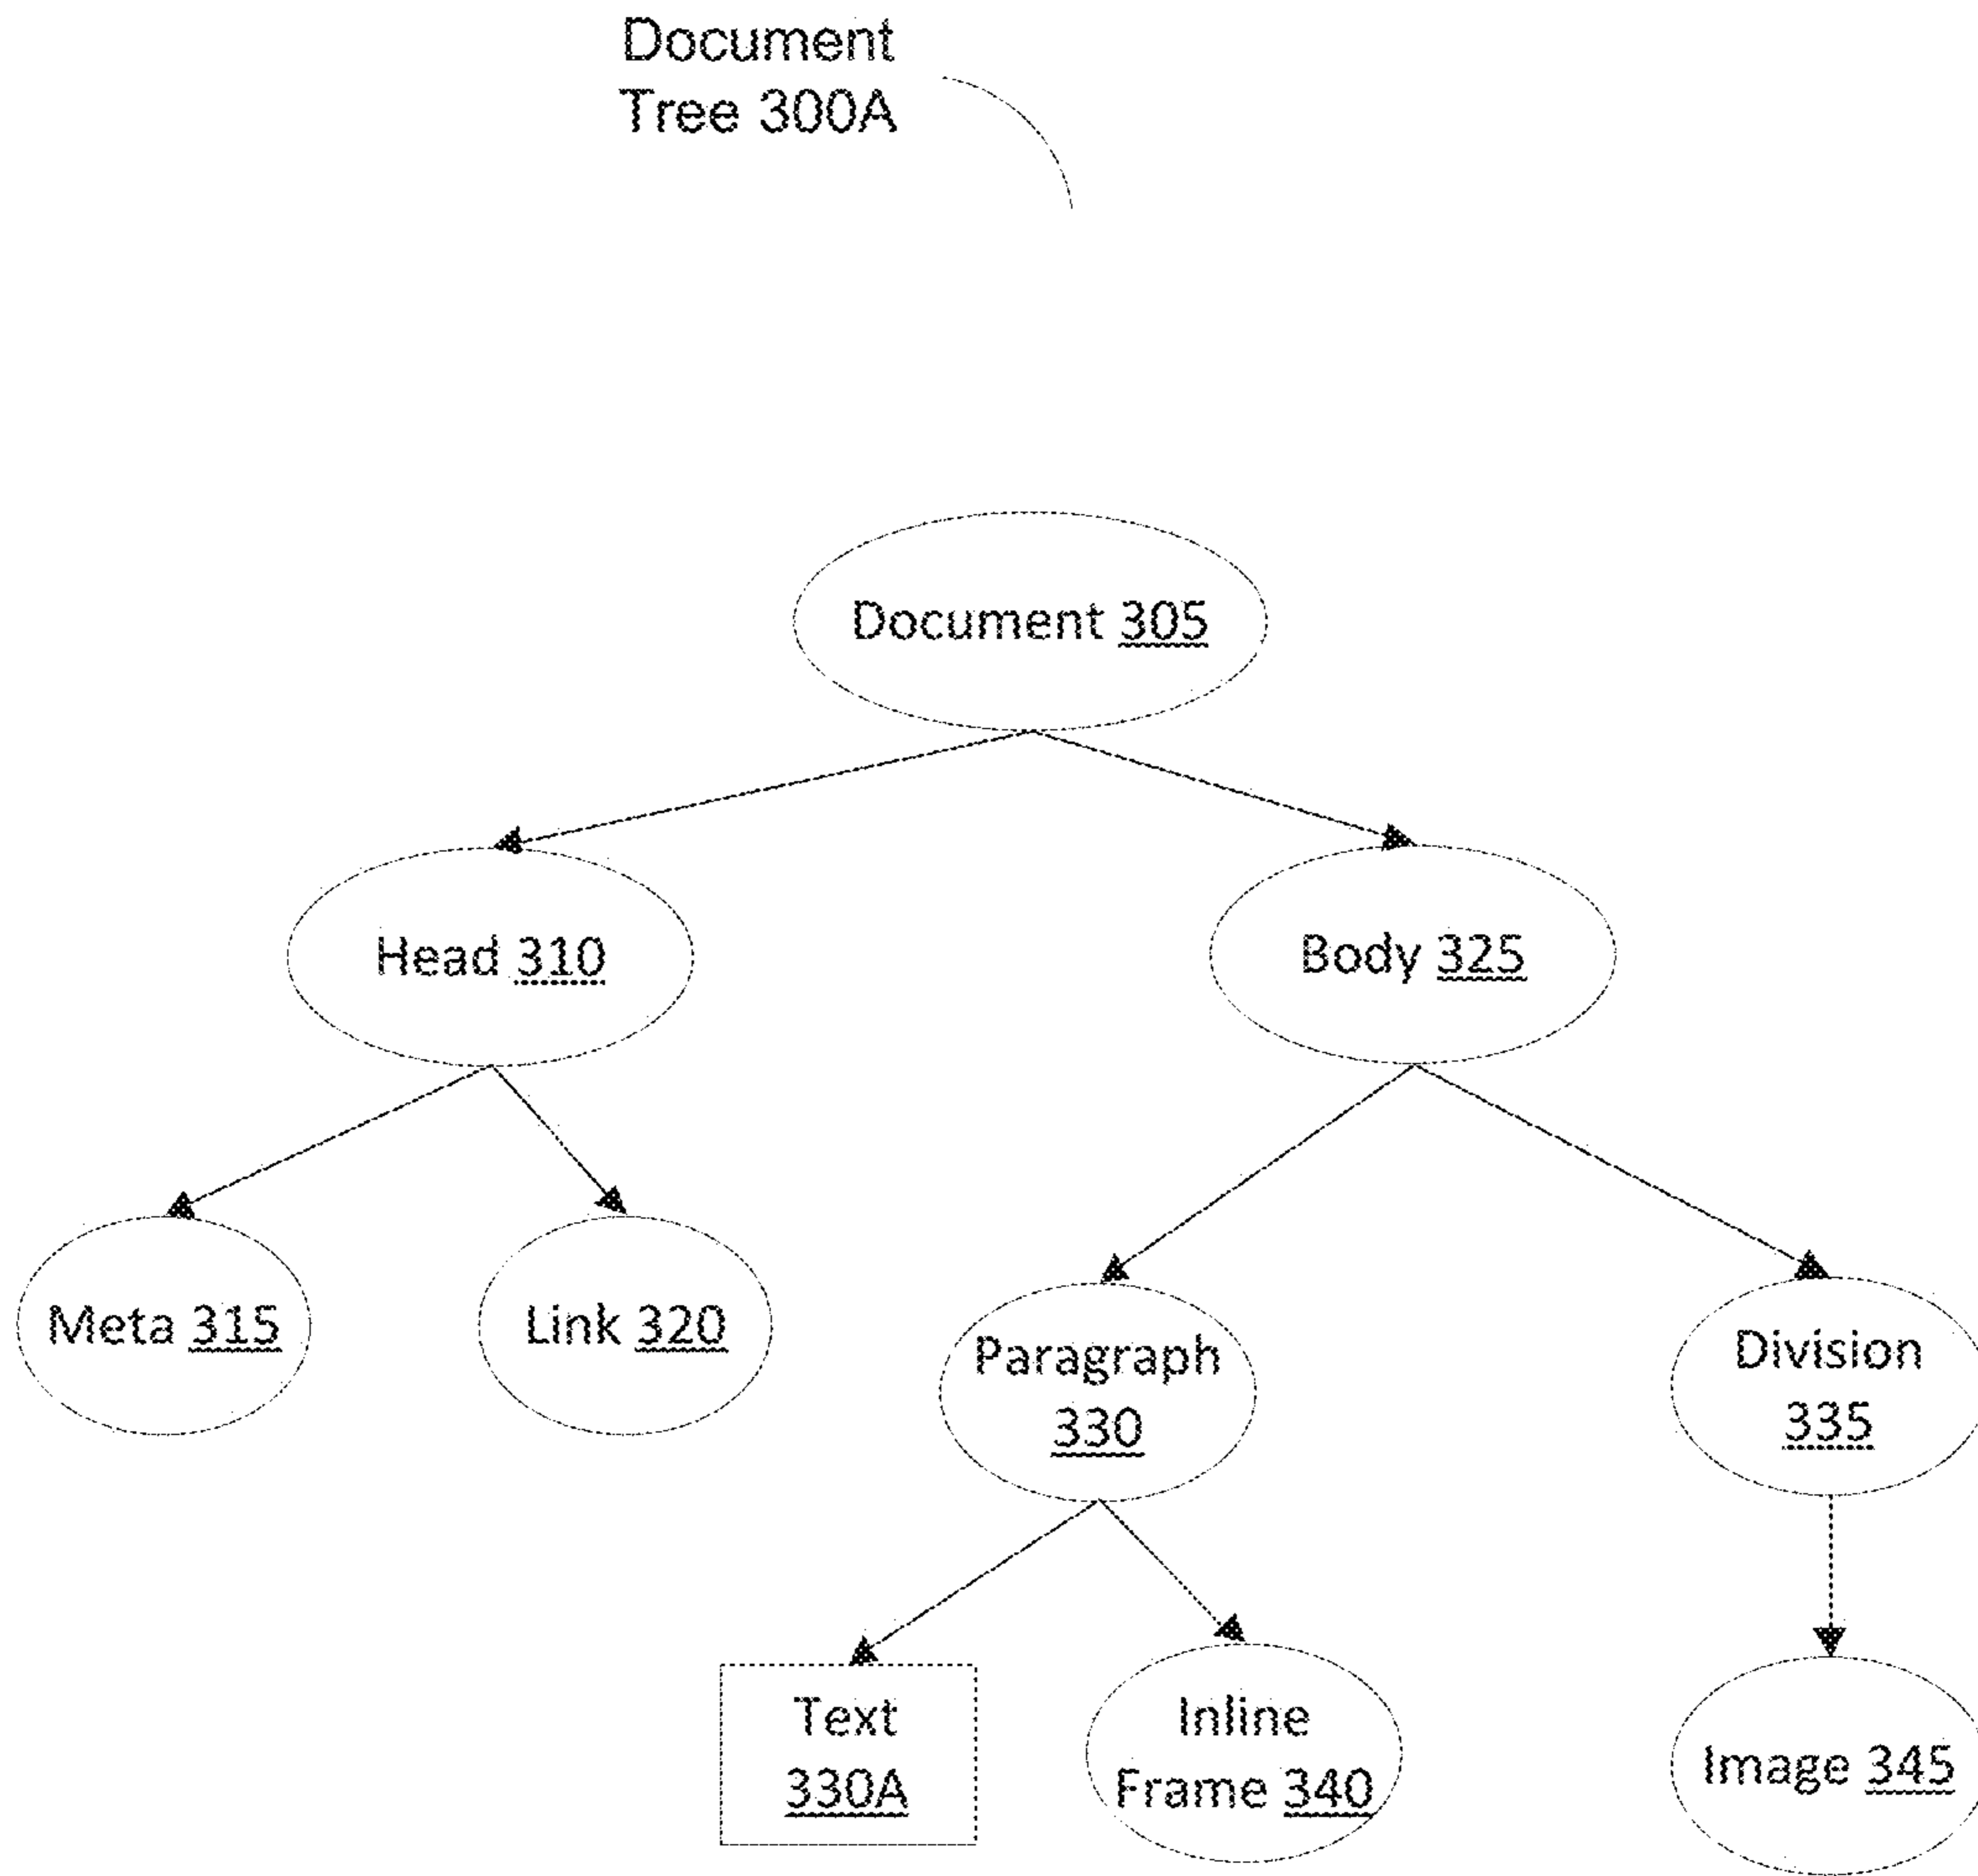 Document
Tree 300A
Document 305
Head 310
Body 325
Meta 315
Link 320
Paragraph
330
Division
335
Text
330A
Inline
Frame 340
Image 345